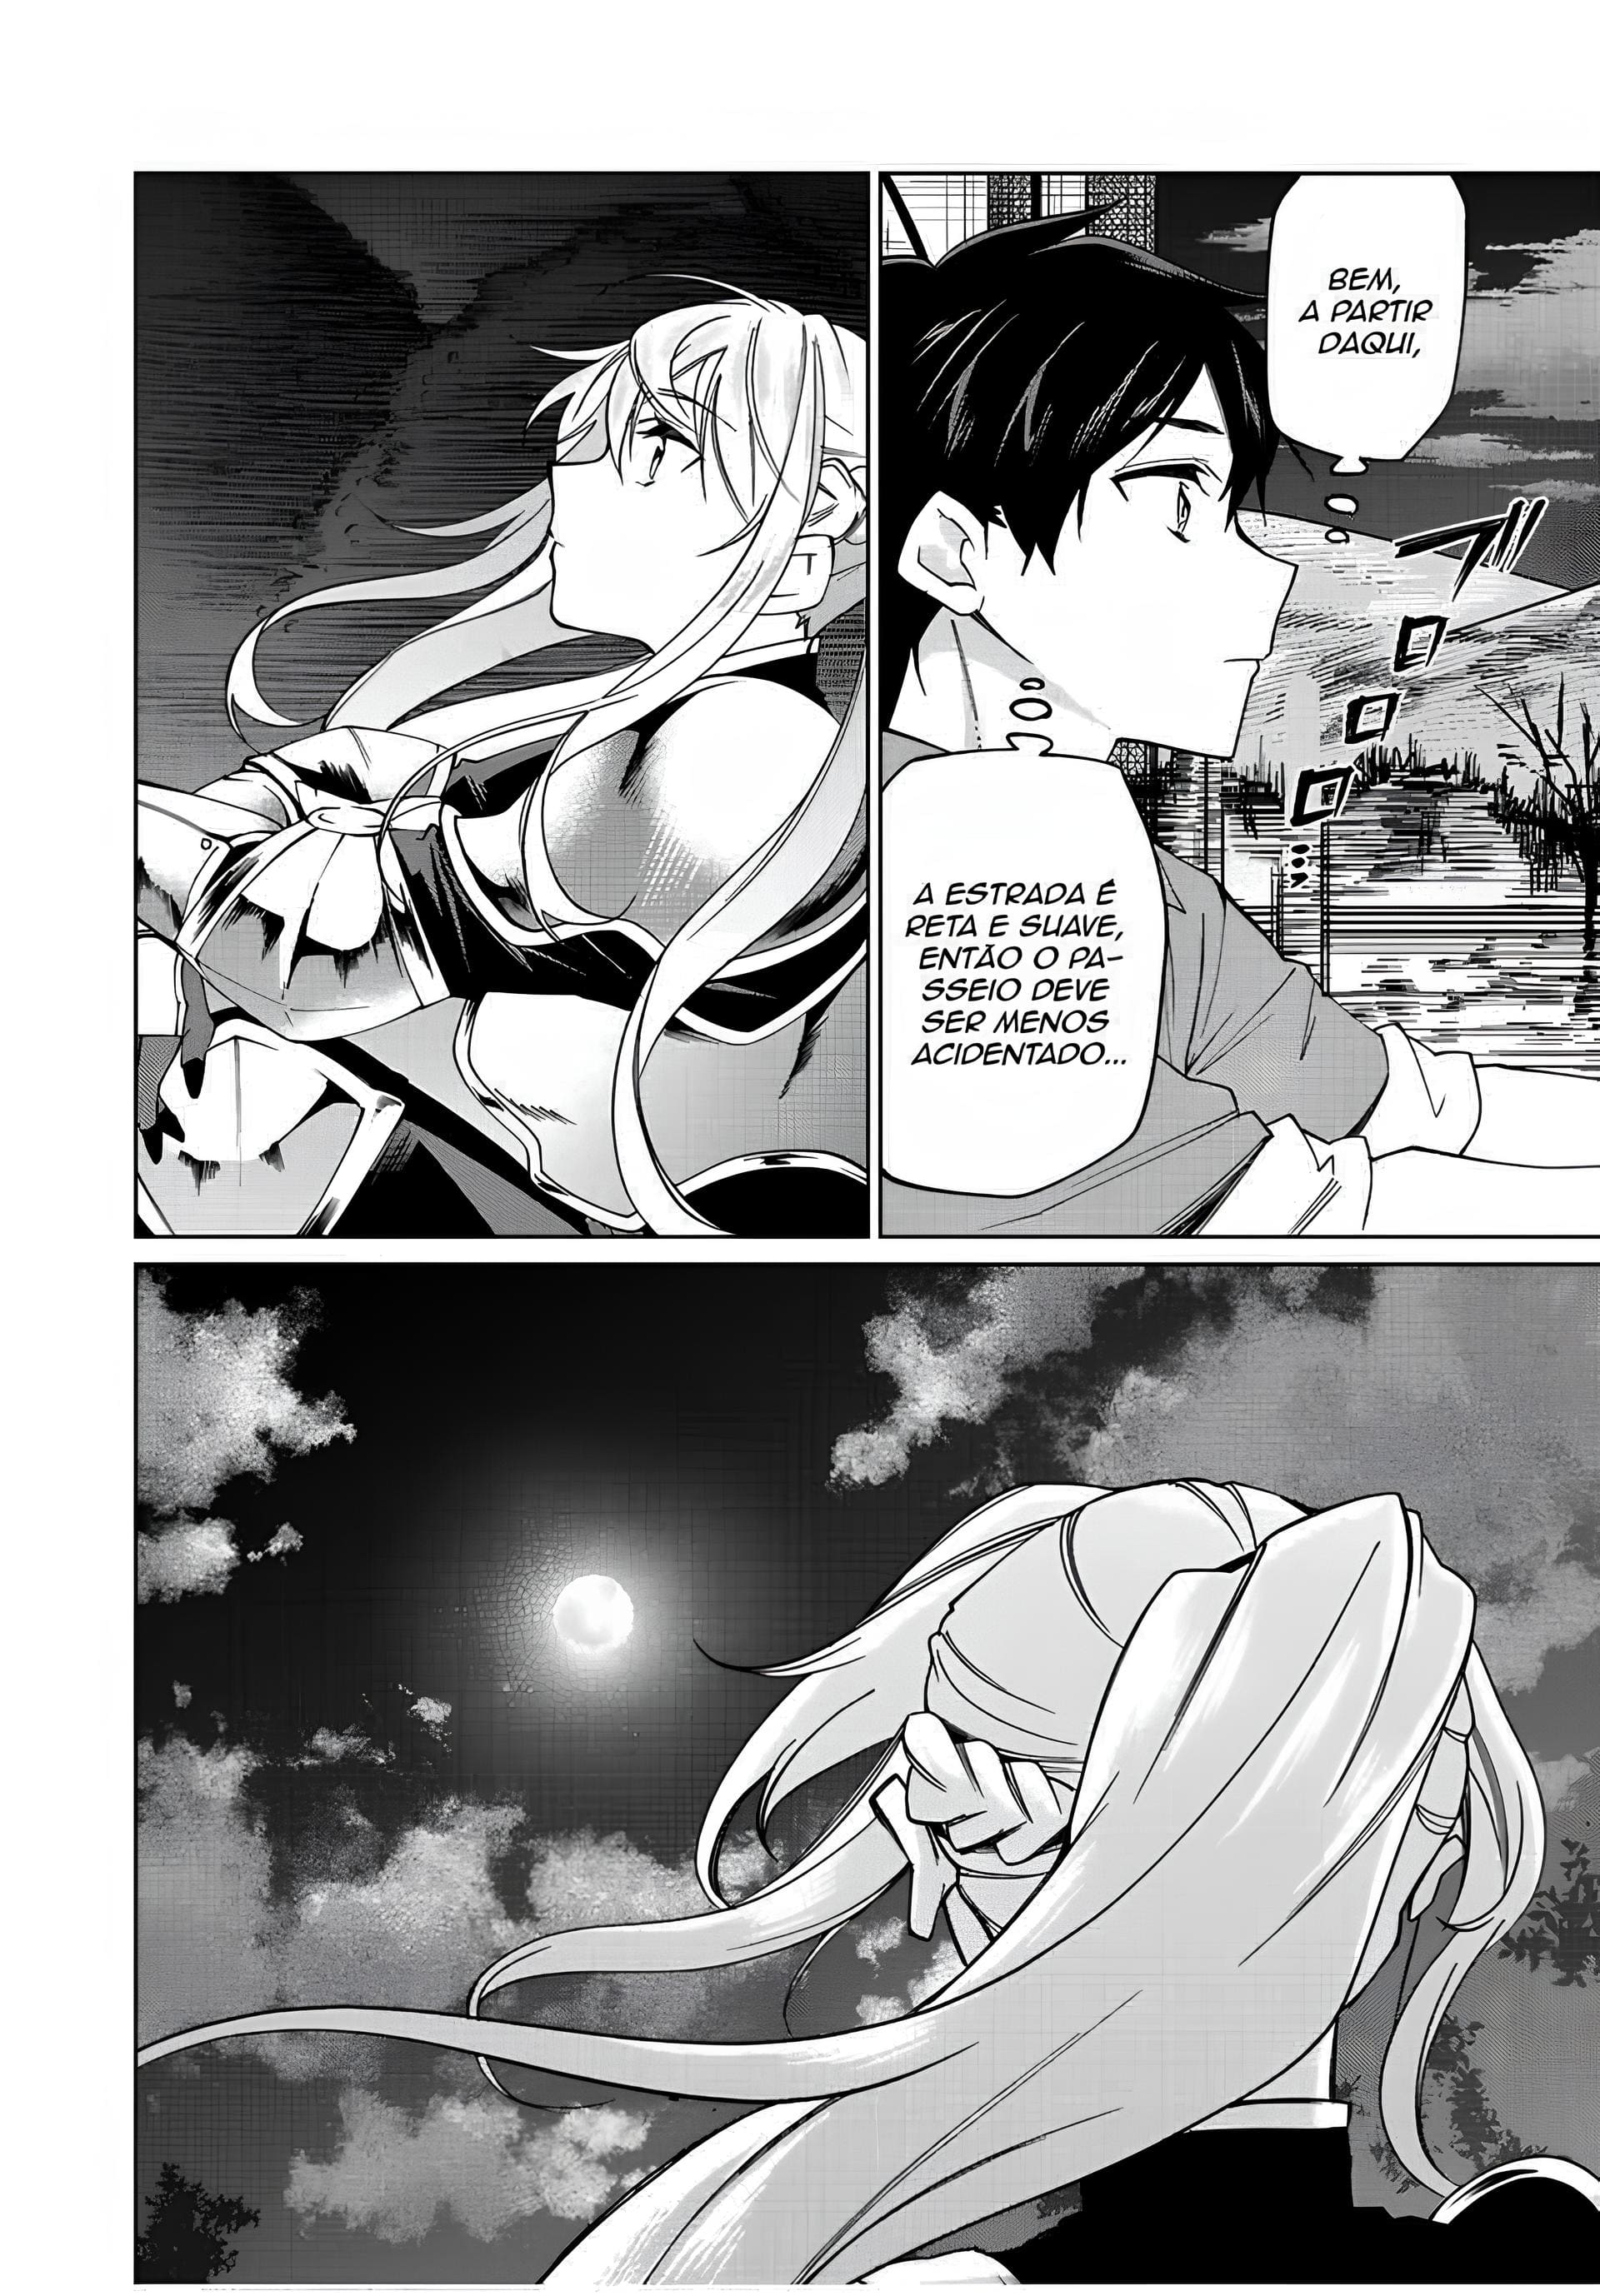 BEM,
A PARTIR
DAQUI,
ブロロロ…
A ESTRADA É
RETA E SUAVE,
ENTÃO O PA-
SSEIO DEVE
SER MENOS
ACIDENTADO...